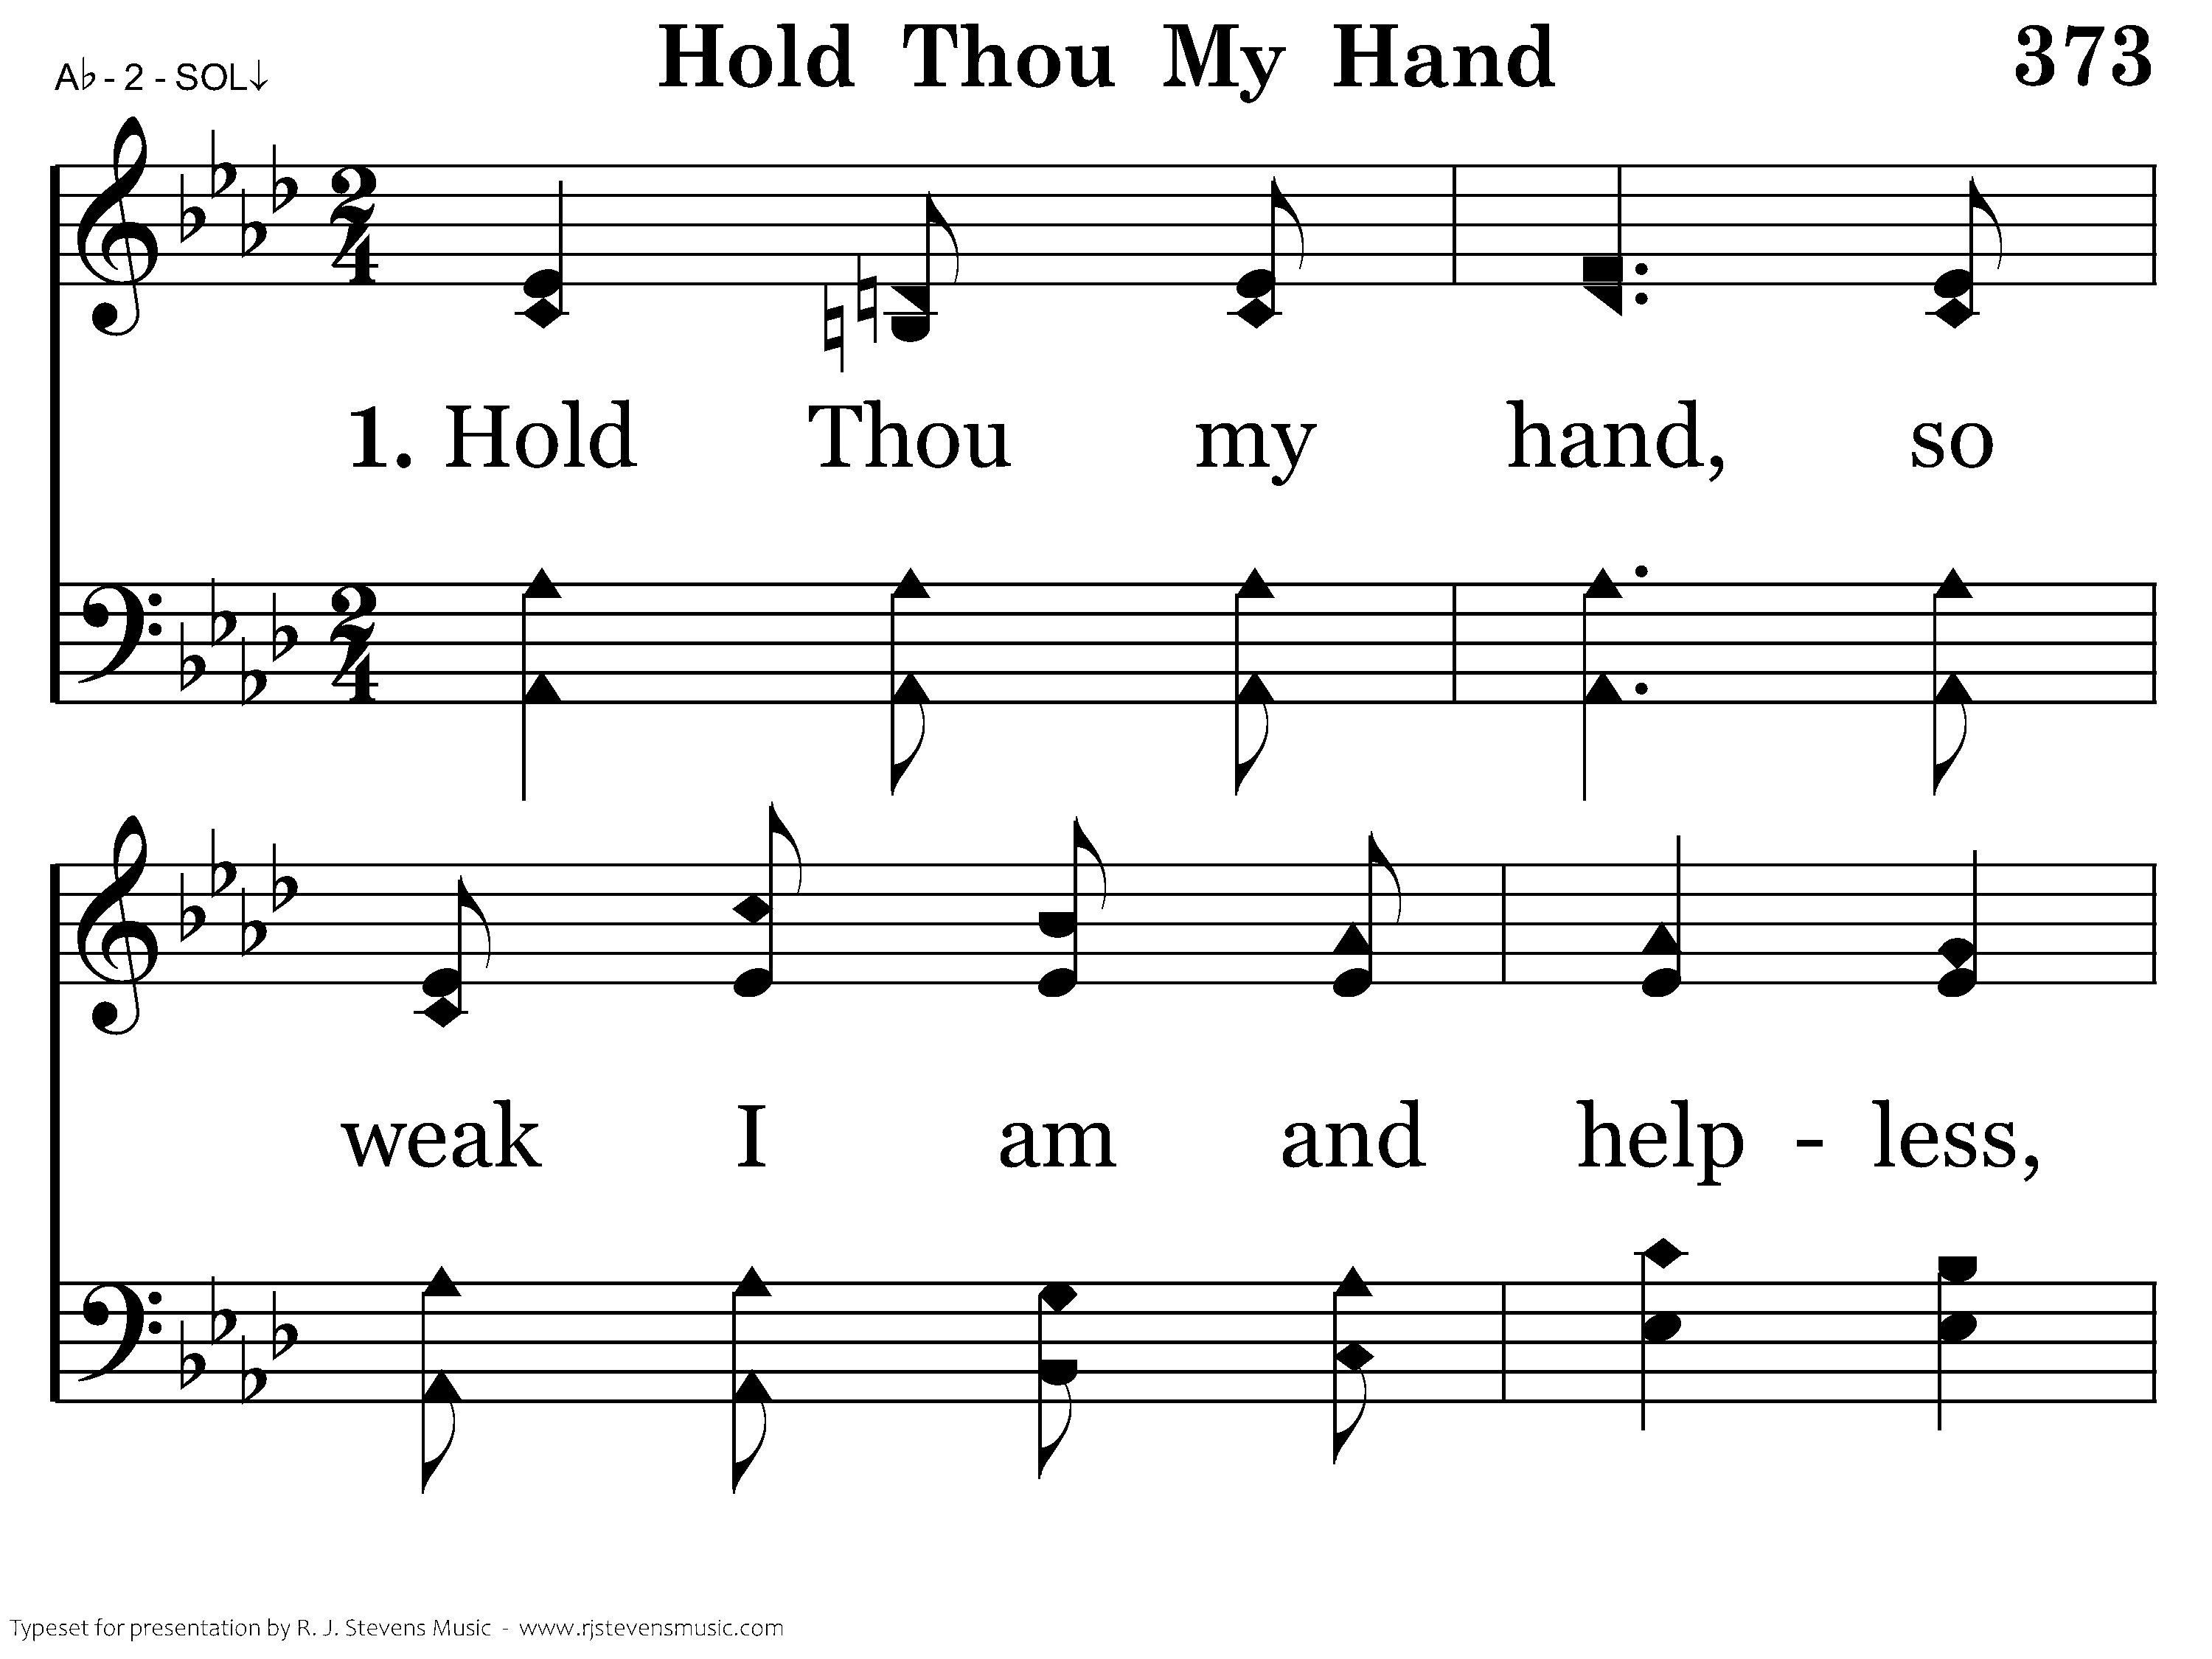 Hold Thou My Hand 373
A♭ - 2 - SOL↓
1. Hold Thou my hand, so
weak I am and help - less,
Typeset for presentation by R. J. Stevens Music - www.rjstevensmusic.com